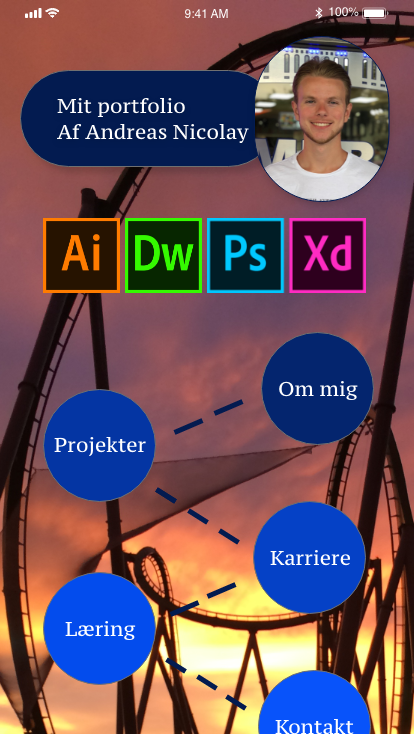 9:41 AM
100%
Mit portfolio
Af Andreas Nicolay
Ai Dw Ps Xd
Om mig
Projekter
Karriere
Læring
Kontakt